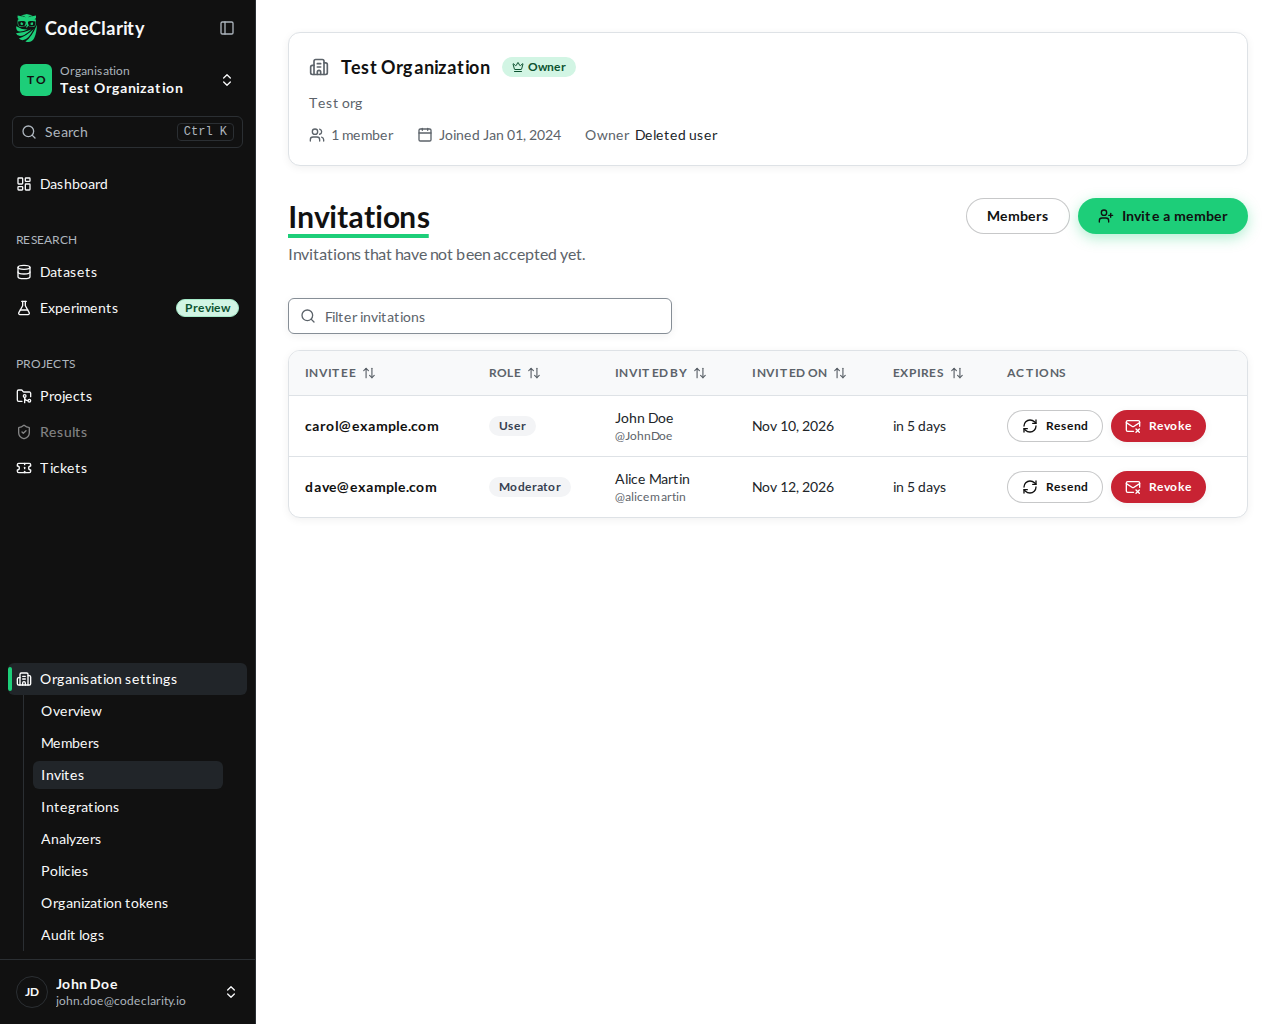 CodeClarity
TO
Organisation
Test Organization
Search
Ctrl K
Dashboard
RESEARCH
Datasets
Experiments
Preview
PROJECTS
Projects
Results
Tickets
Organisation settings
Overview
Members
Invites
Integrations
Analyzers
Policies
Organization tokens
Audit logs
JD
John Doe
john.doe@codeclarity.io
Test Organization
Owner
Test org
1 member
Joined Jan 01, 2024
Owner Deleted user
Invitations
Invitations that have not been accepted yet.
Members
Invite a member
Filter invitations
INVITEE ROLE INVITED BY INVITED ON EXPIRES ACTIONS
carol@example.com User John Doe Nov 10, 2026 in 5 days Resend Revoke
@JohnDoe
dave@example.com Moderator Alice Martin Nov 12, 2026 in 5 days Resend Revoke
@alicemartin